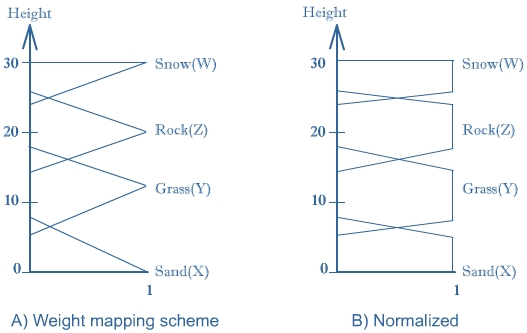 Height
30
20
10
0
Snow(W)
Rock(Z)
Grass(Y)
Sand(X)
1
A) Weight mapping scheme
Height
30
20
10
0
Snow(W)
Rock(Z)
Grass(Y)
Sand(X)
1
B) Normalized